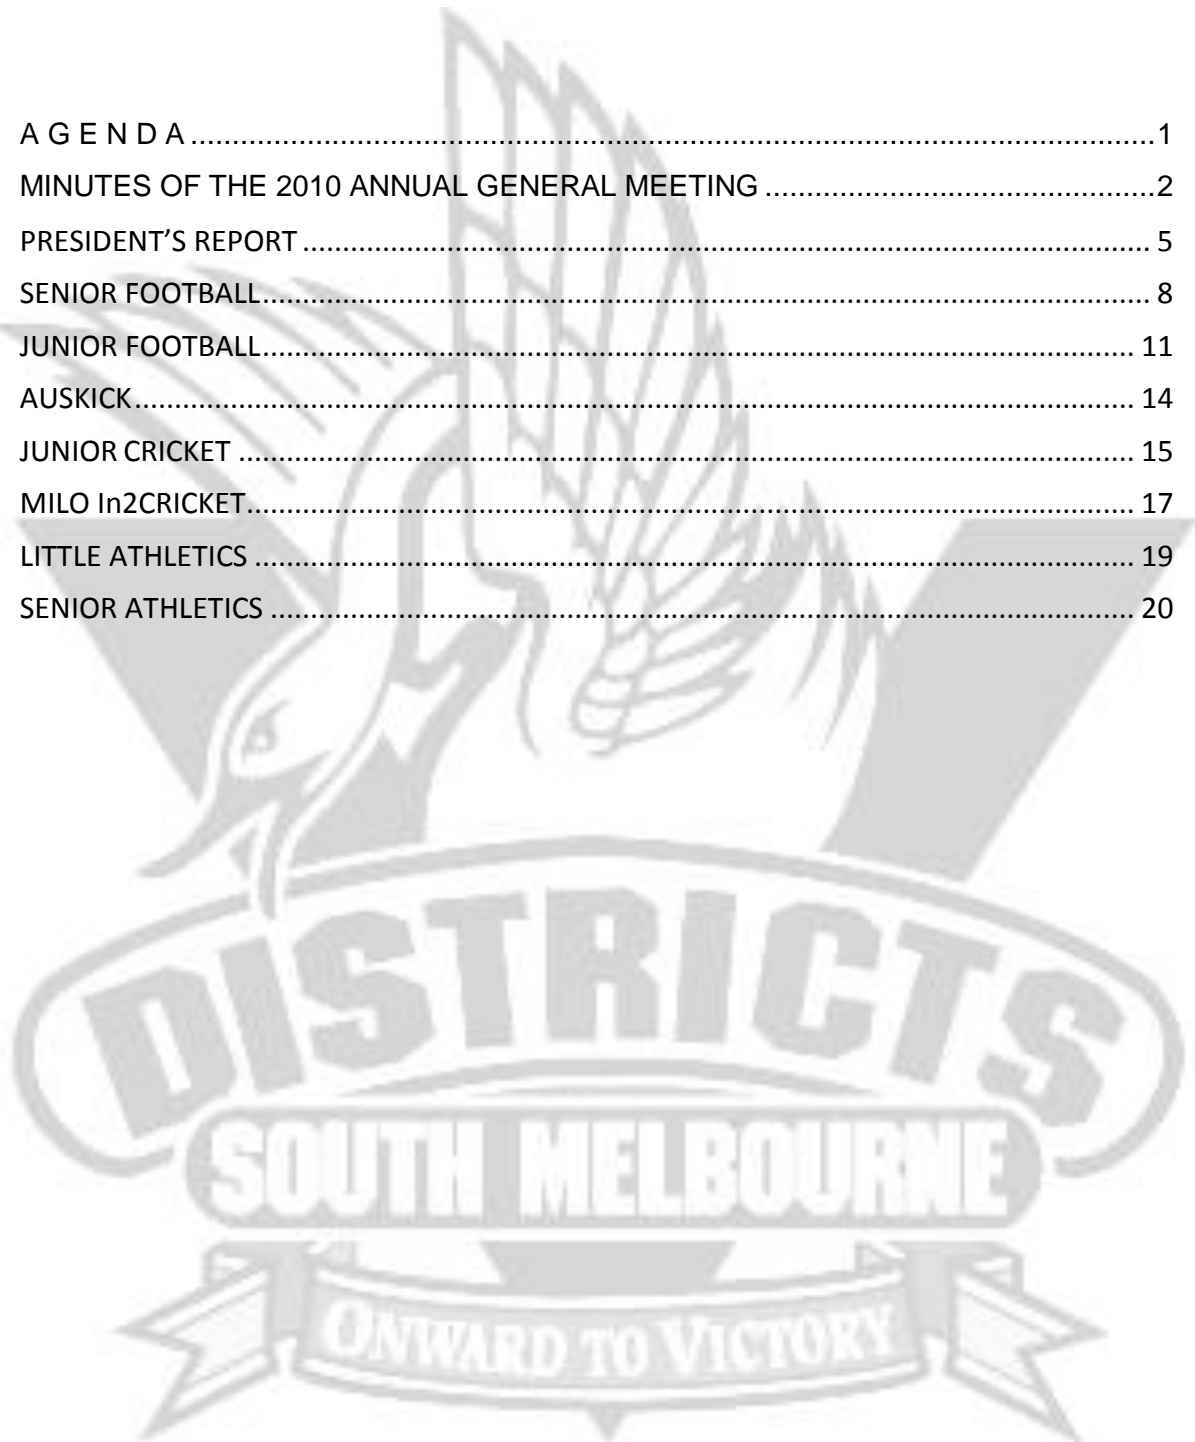 A G E N D A ........................................................................................................................1
MINUTES OF THE 2010 ANNUAL GENERAL MEETING ................................................2
PRESIDENT’S REPORT ......................................................................................................... 5
SENIOR FOOTBALL.............................................................................................................. 8
JUNIOR FOOTBALL............................................................................................................ 11
AUSKICK............................................................................................................................ 14
JUNIOR CRICKET ............................................................................................................... 15
MILO In2CRICKET.............................................................................................................. 17
LITTLE ATHLETICS ............................................................................................................. 19
SENIOR ATHLETICS ........................................................................................................... 20
DISTRICTS
SOUTH MELBOURNE
ONWARD TO VICTORY